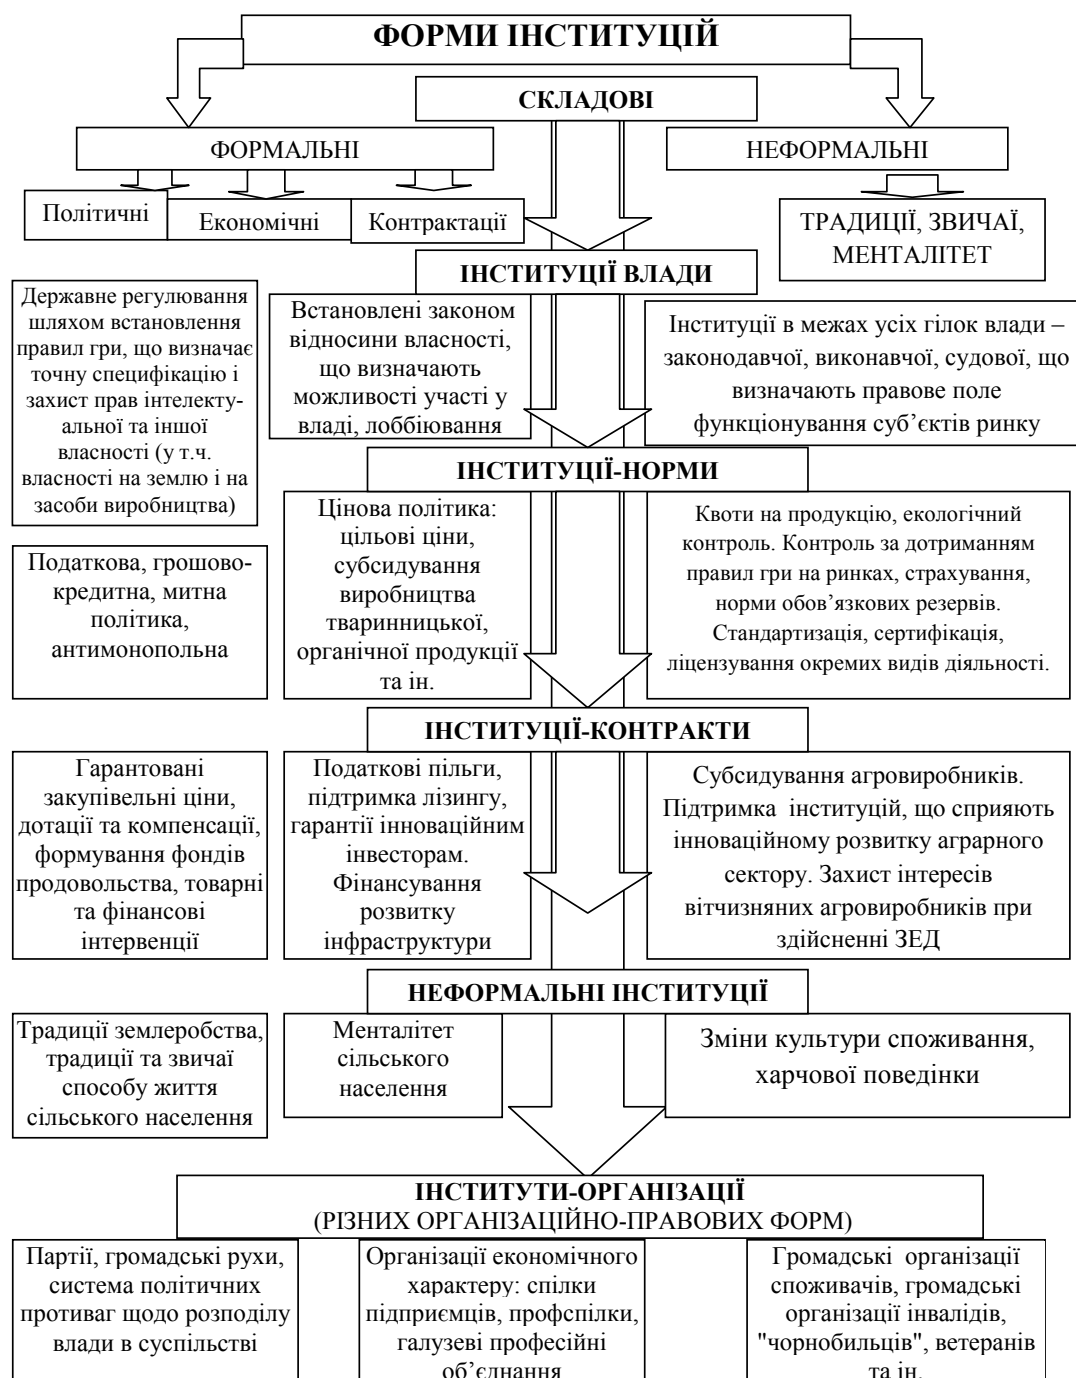 ФОРМИ ІНСТИТУЦІЙ
СКЛАДОВІ
ФОРМАЛЬНІ
НЕФОРМАЛЬНІ
Політичні
Економічні
Контрактації
ТРАДИЦІЇ, ЗВИЧАЇ,
МЕНТАЛІТЕТ
ІНСТИТУЦІЇ ВЛАДИ
Державне регулювання
шляхом встановлення
правил гри, що визначає
точну специфікацію і
захист прав інтелекту-
альної та іншої
власності (у т.ч.
власності на землю і на
засоби виробництва)
Встановлені законом
відносини власності,
що визначають
можливості участі у
владі, лоббіювання
Інституції в межах усіх гілок влади –
законодавчої, виконавчої, судової, що
визначають правове поле
функціонування суб’єктів ринку
ІНСТИТУЦІЇ-НОРМИ
Податкова, грошово-
кредитна, митна
політика,
антимонопольна
Цінова політика:
цільові ціни,
субсидування
виробництва
тваринницької,
органічної продукції
та ін.
Квоти на продукцію, екологічний
контроль. Контроль за дотриманням
правил гри на ринках, страхування,
норми обов’язкових резервів.
Стандартизація, сертифікація,
ліцензування окремих видів діяльності.
ІНСТИТУЦІЇ-КОНТРАКТИ
Гарантовані
закупівельні ціни,
дотації та компенсації,
формування фондів
продовольства, товарні
та фінансові
інтервенції
Податкові пільги,
підтримка лізингу,
гарантії інноваційним
інвесторам.
Фінансування
розвитку
інфраструктури
Субсидування агровиробників.
Підтримка інституцій, що сприяють
інноваційному розвитку аграрного
сектору. Захист інтересів
вітчизняних агровиробників при
здійсненні ЗЕД
НЕФОРМАЛЬНІ ІНСТИТУЦІЇ
Традиції землеробства,
традиції та звичаї
способу життя
сільського населення
Менталітет
сільського
населення
Зміни культури споживання,
харчової поведінки
ІНСТИТУТИ-ОРГАНІЗАЦІЇ
(РІЗНИХ ОРГАНІЗАЦІЙНО-ПРАВОВИХ ФОРМ)
Партії, громадські рухи,
система політичних
противаг щодо розподілу
влади в суспільстві
Організації економічного
характеру: спілки
підприємців, профспілки,
галузеві професійні
об’єднання
Громадські організації
споживачів, громадські
організації інвалідів,
"чорнобильців", ветеранів
та ін.